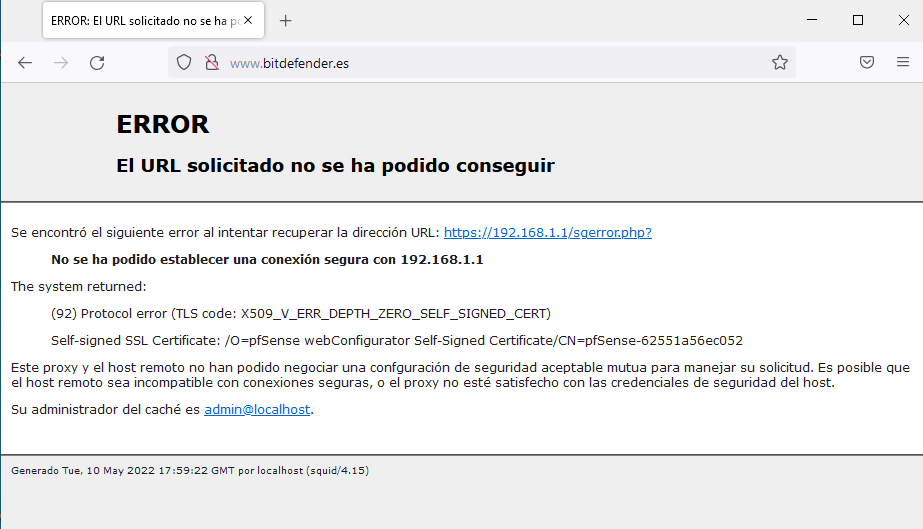 ERROR: El URL solicitado no se ha
www.bitdefender.es
ERROR
El URL solicitado no se ha podido conseguir
Se encontró el siguiente error al intentar recuperar la dirección URL: https://192.168.1.1/sgerror.php?
No se ha podido establecer una conexión segura con 192.168.1.1
The system returned:
(92) Protocol error (TLS code: X509_V_ERR_DEPTH_ZERO_SELF_SIGNED_CERT)
Self-signed SSL Certificate: /O=pfSense webConfigurator Self-Signed Certificate/CN=pfSense-62551a56ec052
Este proxy y el host remoto no han podido negociar una confguración de seguridad aceptable mutua para manejar su solicitud. Es posible que
el host remoto sea incompatible con conexiones seguras, o el proxy no esté satisfecho con las credenciales de seguridad del host.
Su administrador del caché es admin@localhost.
Generado Tue, 10 May 2022 17:59:22 GMT por localhost (squid/4.15)